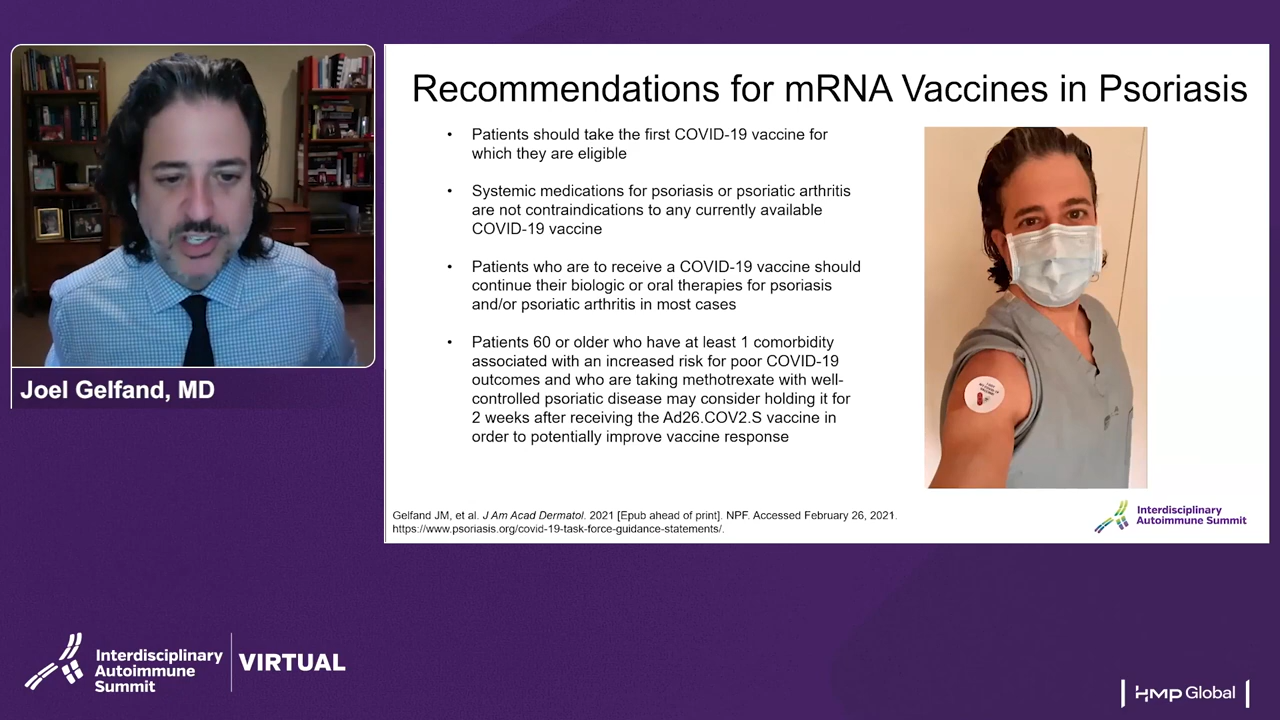 Recommendations for mRNA Vaccines in Psoriasis
• Patients should take the first COVID-19 vaccine for
which they are eligible
• Systemic medications for psoriasis or psoriatic arthritis
are not contraindications to any currently available
COVID-19 vaccine
• Patients who are to receive a COVID-19 vaccine should
continue their biologic or oral therapies for psoriasis
and/or psoriatic arthritis in most cases
• Patients 60 or older who have at least 1 comorbidity
associated with an increased risk for poor COVID-19
outcomes and who are taking methotrexate with well-
controlled psoriatic disease may consider holding it for
2 weeks after receiving the Ad26.COV2.S vaccine in
order to potentially improve vaccine response
Gelfand JM, et al. J Am Acad Dermatol. 2021 [Epub ahead of print]. NPF. Accessed February 26, 2021.
https://www.psoriasis.org/covid-19-task-force-guidance-statements/.
Interdisciplinary
Autoimmune Summit
Joel Gelfand, MD
Interdisciplinary
Autoimmune
Summit
VIRTUAL
HMP Global